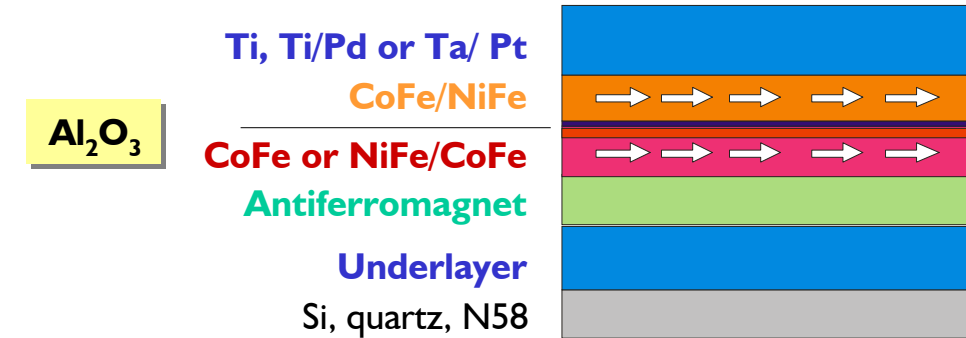 Ti, Ti/Pd or Ta/ Pt
CoFe/NiFe
Al₂O₃
CoFe or NiFe/CoFe
Antiferromagnet
Underlayer
Si, quartz, N58